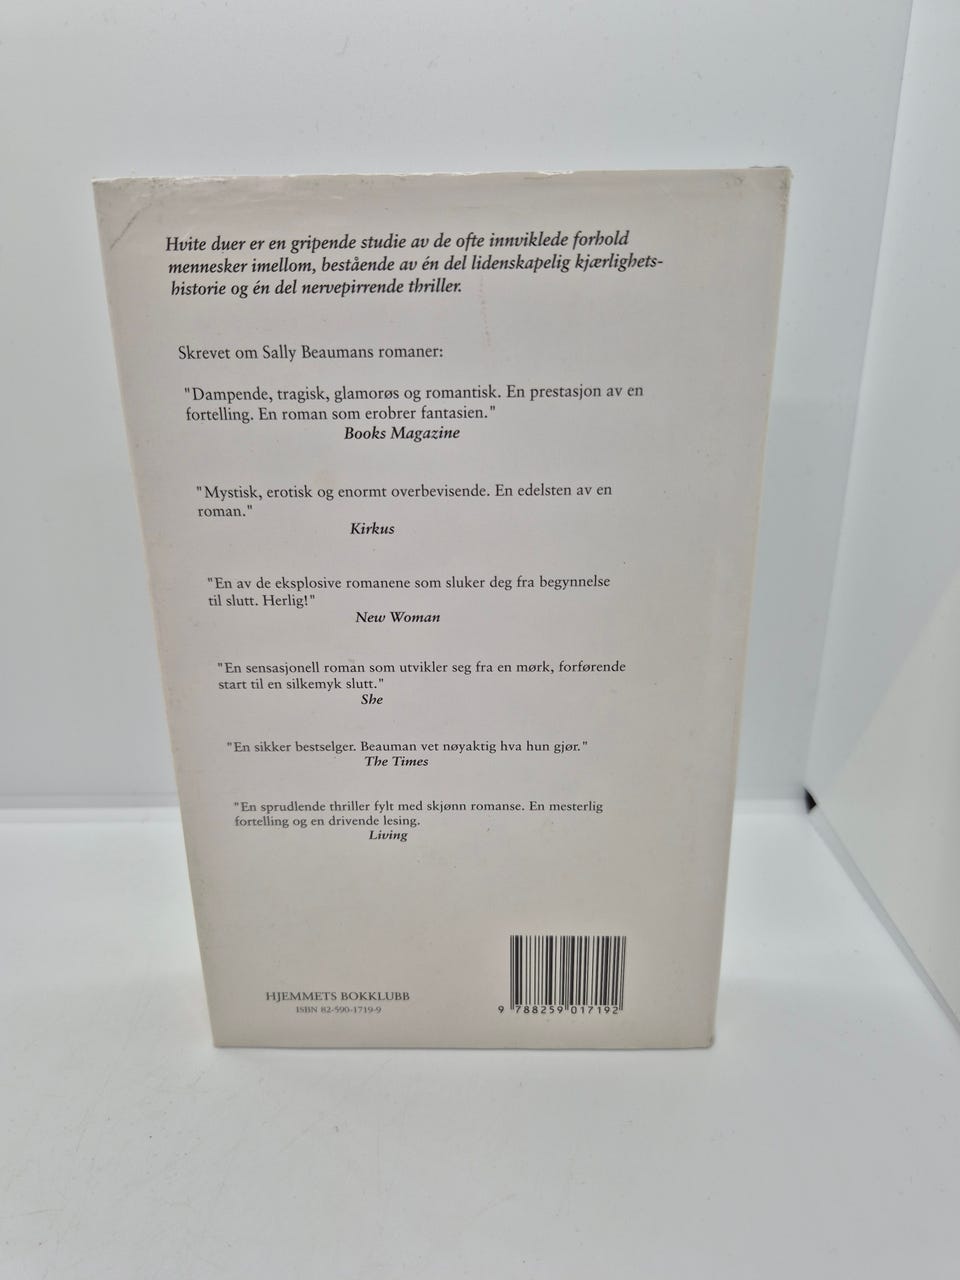 Hvite duer er en gripende studie av de ofte innviklede forhold
mennesker imellom, bestående av én del lidenskapelig kjærlighets-
historie og én del nervepirrende thriller.
Skrevet om Sally Beaumans romaner:
"Dampende, tragisk, glamorøs og romantisk. En prestasjon av en
fortelling. En roman som erobrer fantasien."
Books Magazine
"Mystisk, erotisk og enormt overbevisende. En edelsten av en
roman."
Kirkus
"En av de eksplosive romanene som sluker deg fra begynnelse
til slutt. Herlig!"
New Woman
"En sensasjonell roman som utvikler seg fra en mørk, forførende
start til en silkemyk slutt."
She
"En sikker bestselger. Beauman vet nøyaktig hva hun gjør."
The Times
"En sprudlende thriller fylt med skjønn romanse. En mesterlig
fortelling og en drivende lesing.
Living
HJEMMETS BOKKLUBB
ISBN 82-590-1719-9
9 788259 017192